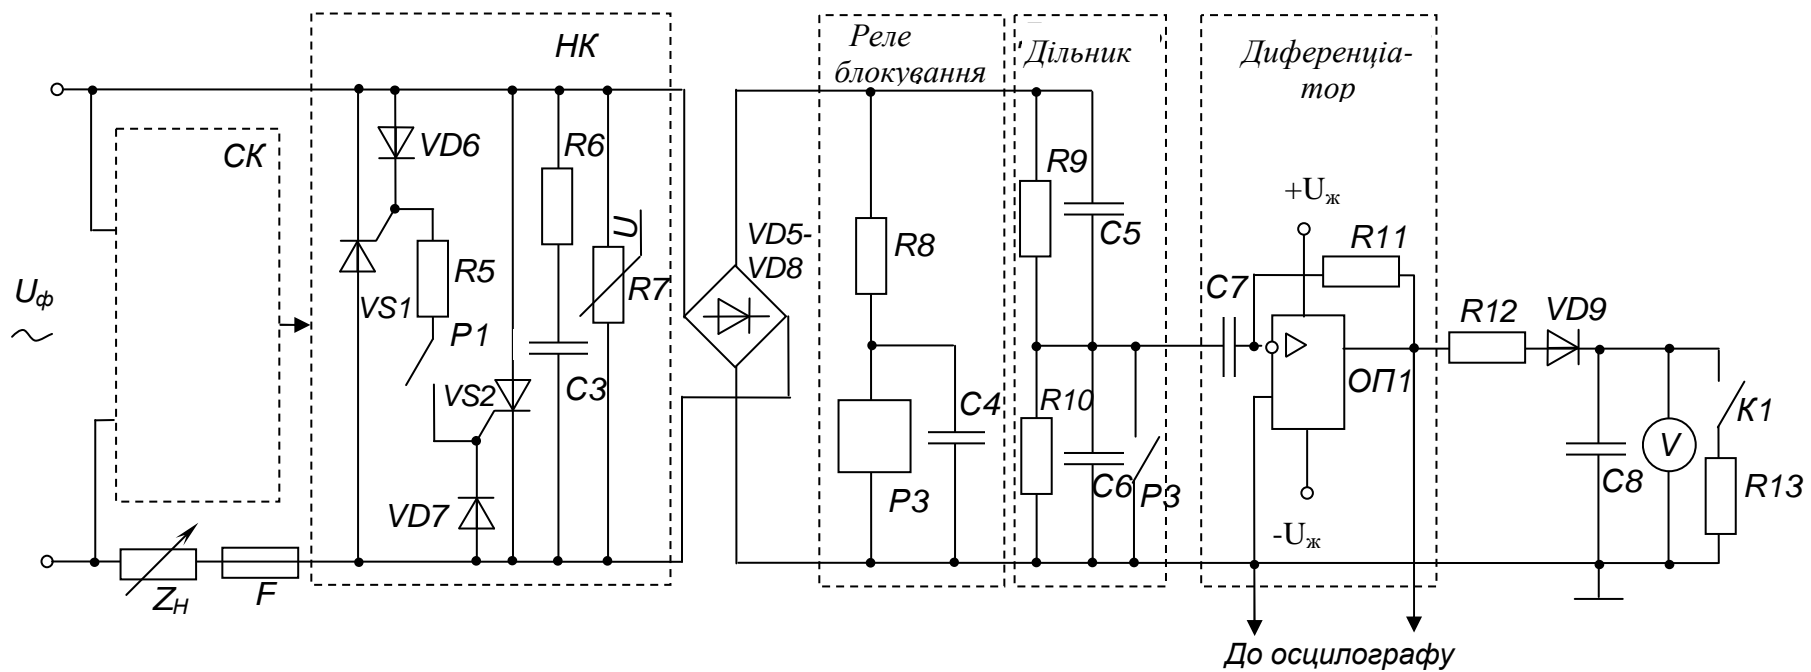 НК
Реле
блокування
Дільник
Диференціа-
тор
СК
VD6
R6
R9
+Uж
C5
R11
R8
VD5-
VD8
U
R5
R7
C7
Uф
VS1
R12
VD9
P1
ОП1
VS2
C3
R10
C4
K1
V
C6
P3
C8
R13
P3
VD7
-Uж
ZН
F
До осцилографу